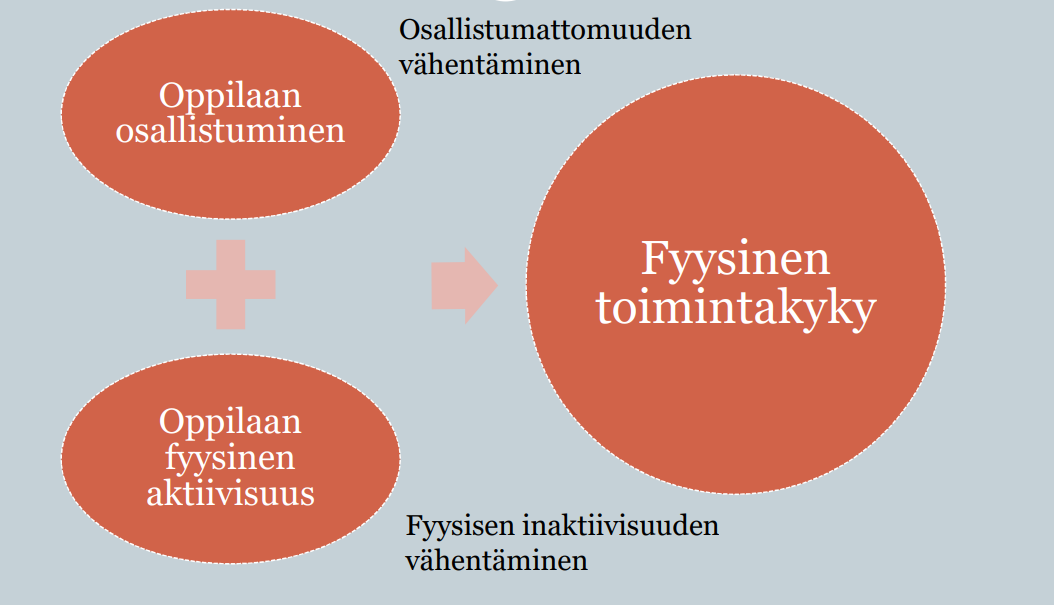 Osallistumattomuuden
vähentäminen
Oppilaan
osallistuminen
Fyysinen
toimintakyky
Oppilaan
fyysinen
aktiivisuus
Fyysisen inaktiivisuuden
vähentäminen